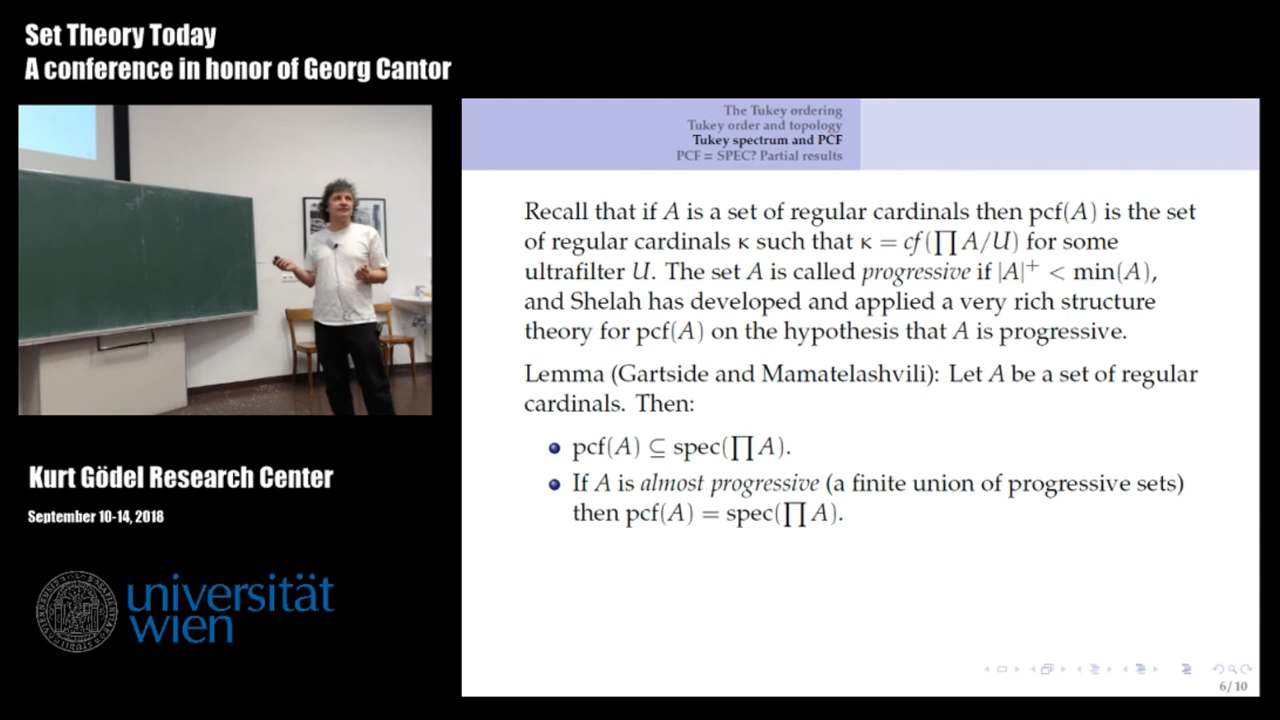 Set Theory Today
A conference in honor of Georg Cantor
The Tukey ordering
Tukey order and topology
Tukey spectrum and PCF
PCF = SPEC? Partial results
Recall that if A is a set of regular cardinals then pcf(A) is the set
of regular cardinals κ such that κ = cf(∏ A/U) for some
ultrafilter U. The set A is called progressive if |A|⁺ < min(A),
and Shelah has developed and applied a very rich structure
theory for pcf(A) on the hypothesis that A is progressive.
Lemma (Gartside and Mamatelashvili): Let A be a set of regular
cardinals. Then:
pcf(A) ⊆ spec(∏ A).
If A is almost progressive (a finite union of progressive sets)
then pcf(A) = spec(∏ A).
6/10
Kurt Gödel Research Center
September 10-14, 2018
universität
wien